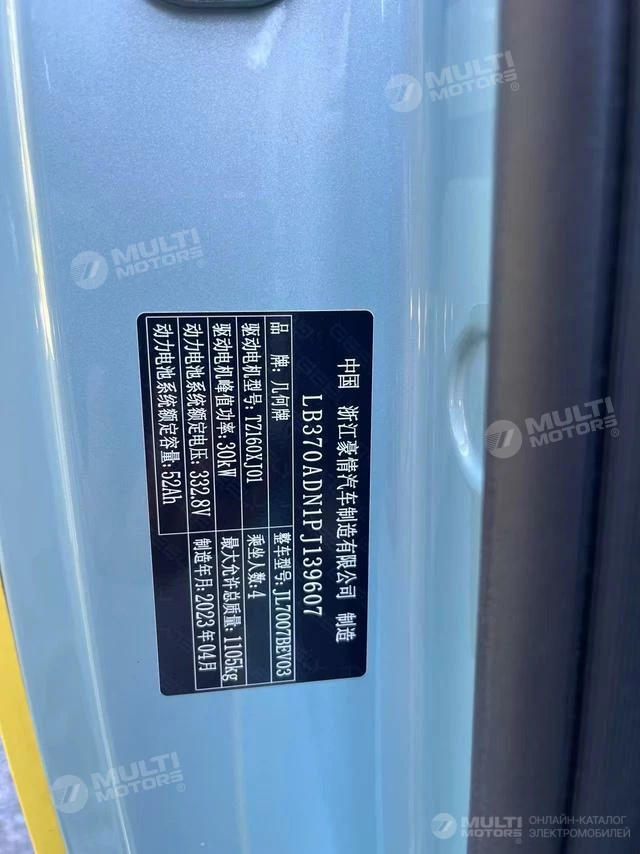 MULTI
MOTORS®
MULTI
MOTORS
中国 浙江豪情汽车制造有限公司 制造
LB370ADN1PJ139607
品 牌：几何牌 整车型号：JL7007BEV03
驱动电机型号：TZ160XJ01 乘坐人数：4
驱动电机峰值功率：30kW 最大允许总质量：1105kg
动力电池系统额定电压：332.8V 制造年月：2023年04月
动力电池系统额定容量：52Ah
MULTI
MOTORS®
MULTI
MOTORS®
MULTI
MOTORS®
ОНЛАЙН-КАТАЛОГ
ЭЛЕКТРОМОБИЛЕЙ